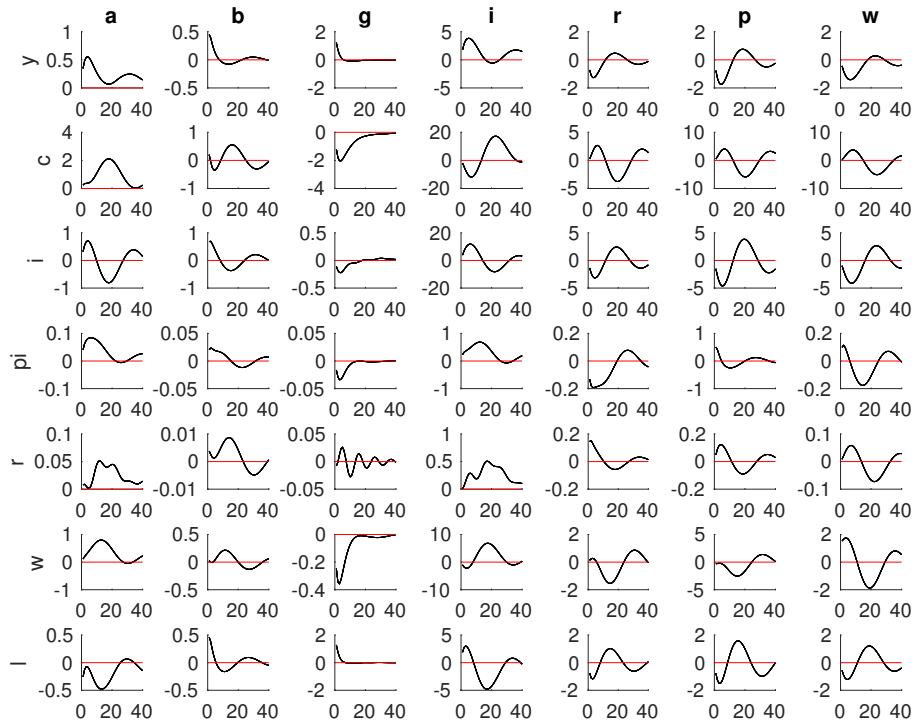 a b g i r p w
1 0.5 2 5 2 2 2
y 0.5 0 0 0 0 0 0
0 -0.5 -2 -5 -2 -2 -2
0 20 40 0 20 40 0 20 40 0 20 40 0 20 40 0 20 40 0 20 40
4 1 0 20 5 10 10
c 2 0 -2 0 0 0 0
0 -1 -4 -20 -5 -10 -10
0 20 40 0 20 40 0 20 40 0 20 40 0 20 40 0 20 40 0 20 40
1 1 0.5 20 5 5 5
i 0 0 0 0 0 0 0
-1 -1 -0.5 -20 -5 -5 -5
0 20 40 0 20 40 0 20 40 0 20 40 0 20 40 0 20 40 0 20 40
0.1 0.05 0.05 1 0.2 1 0.2
pi 0 0 0 0 0 0 0
-0.1 -0.05 -0.05 -1 -0.2 -1 -0.2
0 20 40 0 20 40 0 20 40 0 20 40 0 20 40 0 20 40 0 20 40
0.1 0.01 0.05 1 0.2 0.2 0.1
r 0.05 0 0 0.5 0 0 0
0 -0.01 -0.05 0 -0.2 -0.2 -0.1
0 20 40 0 20 40 0 20 40 0 20 40 0 20 40 0 20 40 0 20 40
1 0.5 0 10 2 5 2
w 0 0 -0.2 0 0 0 0
-1 -0.5 -0.4 -10 -2 -5 -2
0 20 40 0 20 40 0 20 40 0 20 40 0 20 40 0 20 40 0 20 40
0.5 0.5 2 5 2 2 2
l 0 0 0 0 0 0 0
-0.5 -0.5 -2 -5 -2 -2 -2
0 20 40 0 20 40 0 20 40 0 20 40 0 20 40 0 20 40 0 20 40